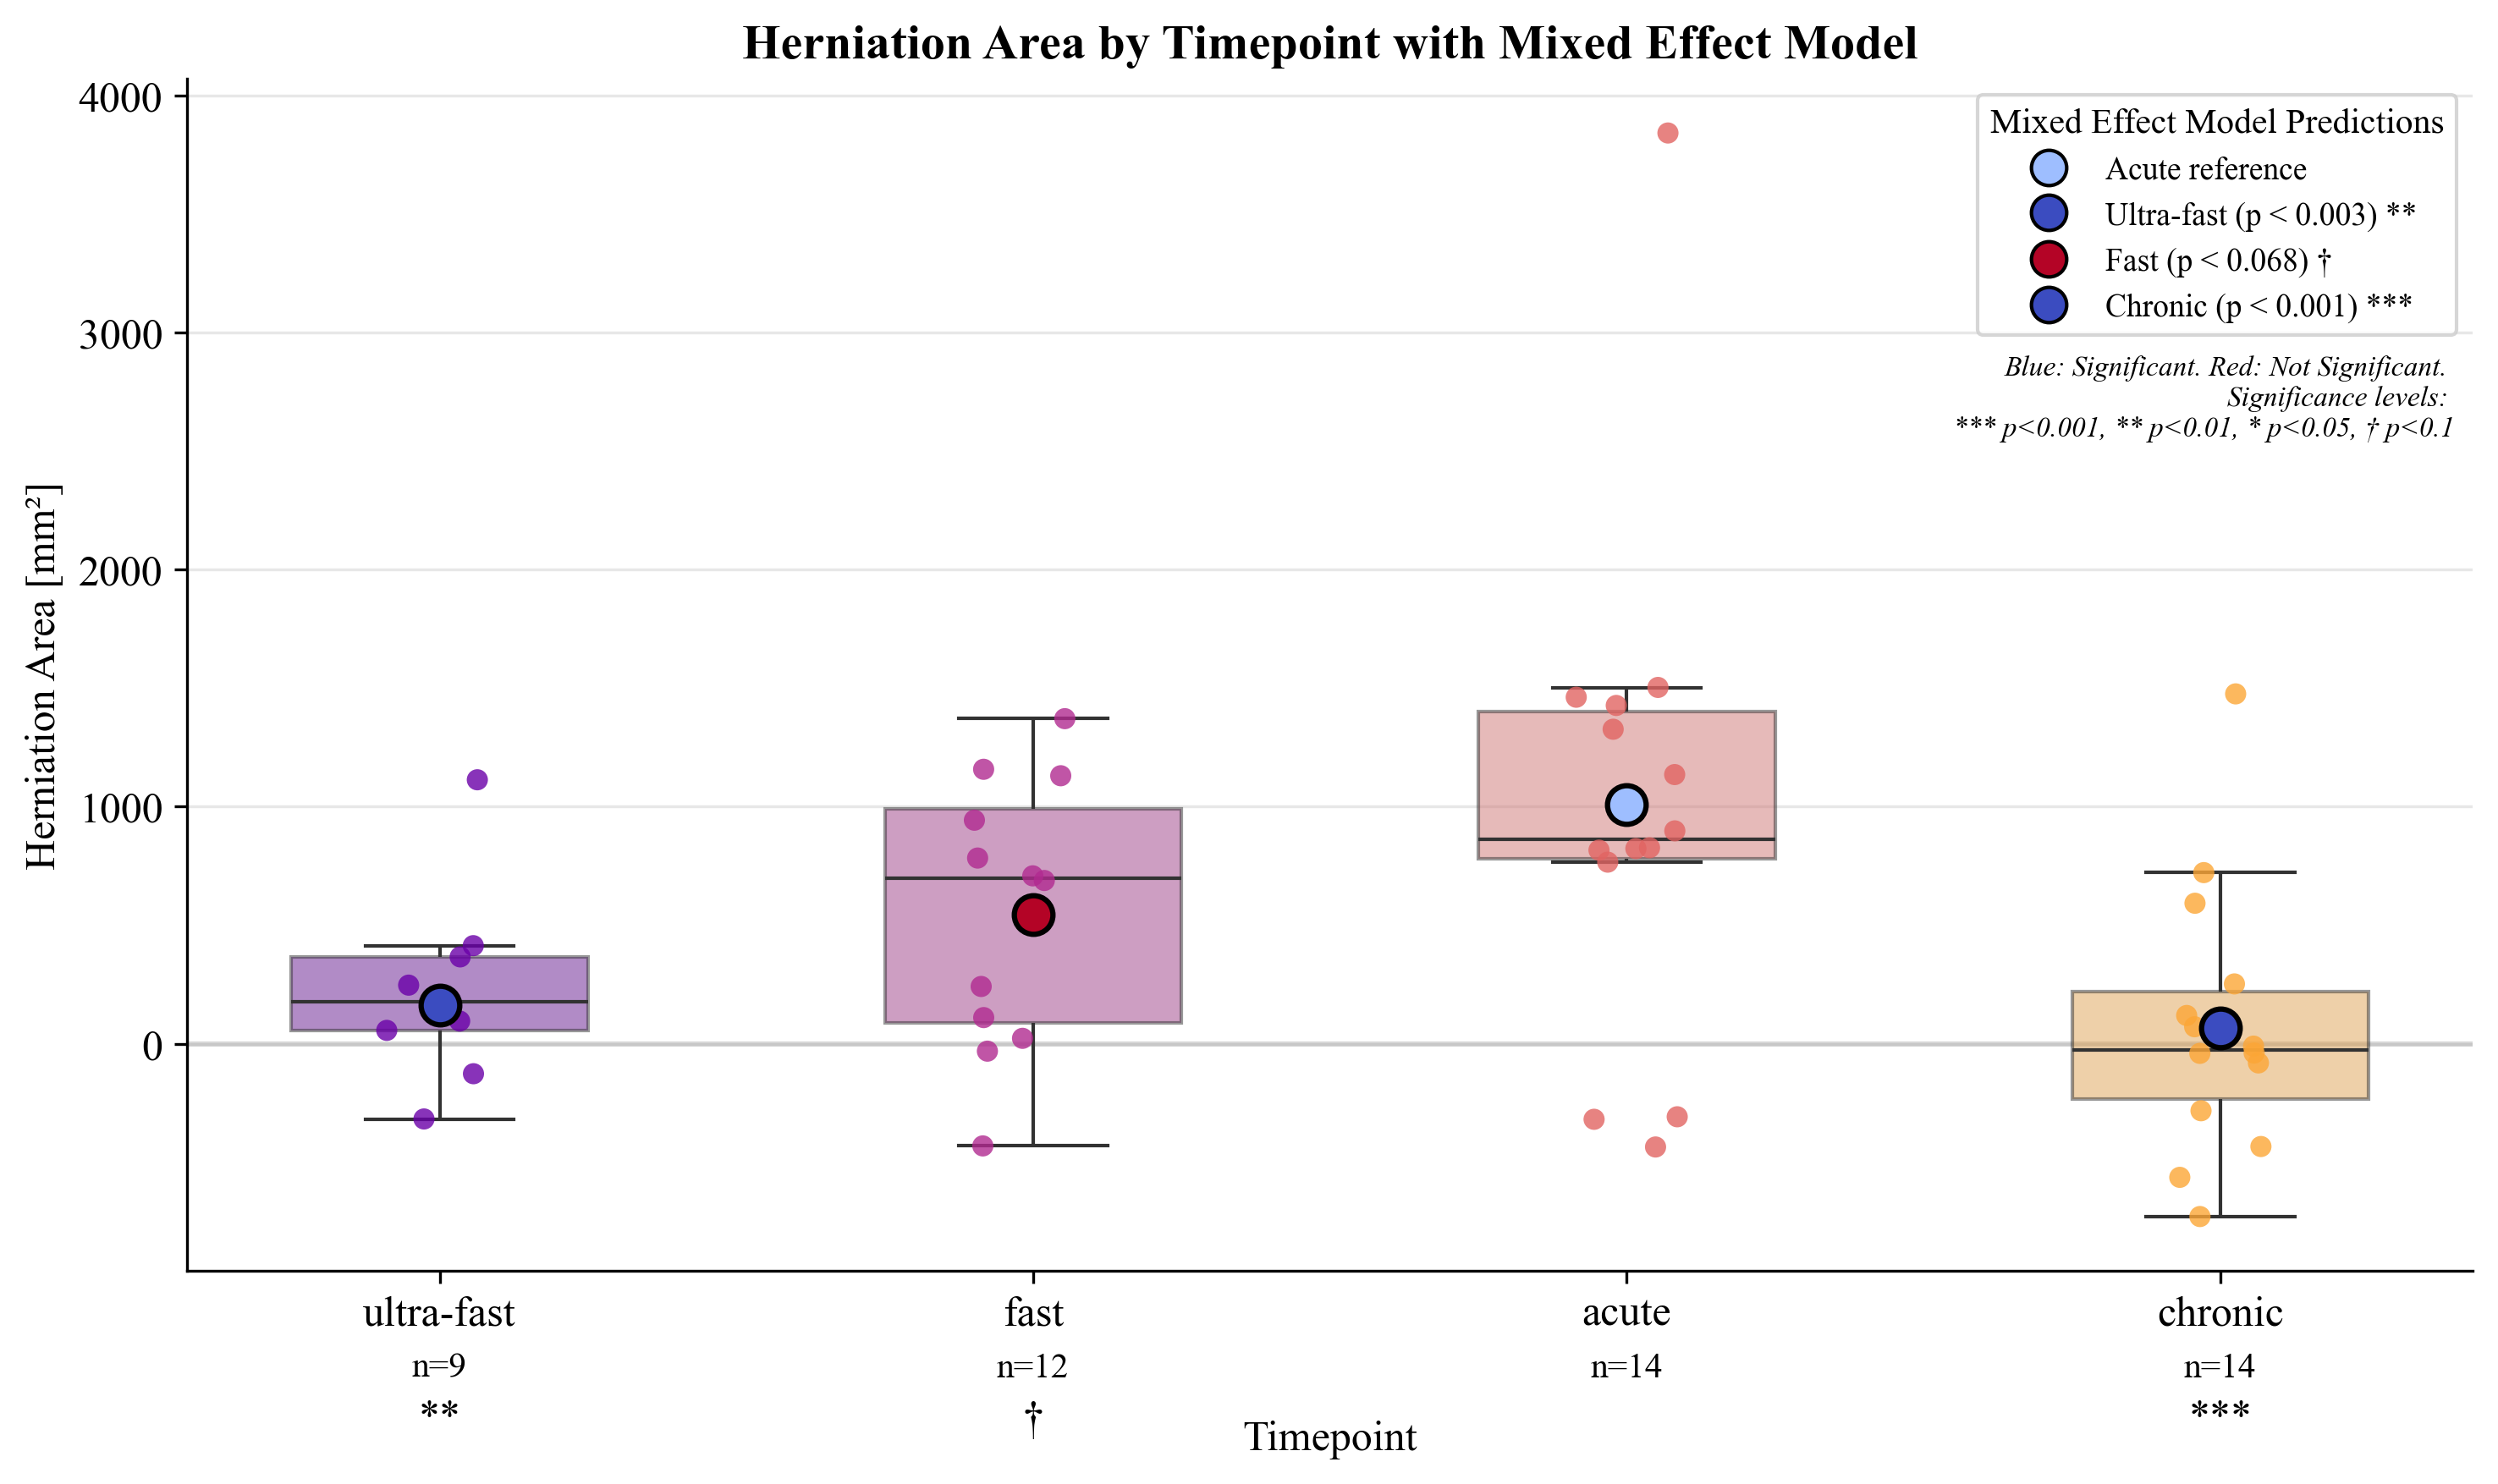 Herniation Area by Timepoint with Mixed Effect Model
4000
3000
2000
1000
0
Herniation Area [mm²]
Mixed Effect Model Predictions
Acute reference
Ultra-fast (p < 0.003) **
Fast (p < 0.068) †
Chronic (p < 0.001) ***
Blue: Significant. Red: Not Significant.
Significance levels:
*** p<0.001, ** p<0.01, * p<0.05, † p<0.1
ultra-fast
fast
acute
chronic
n=9
n=12
n=14
n=14
**
†
***
Timepoint